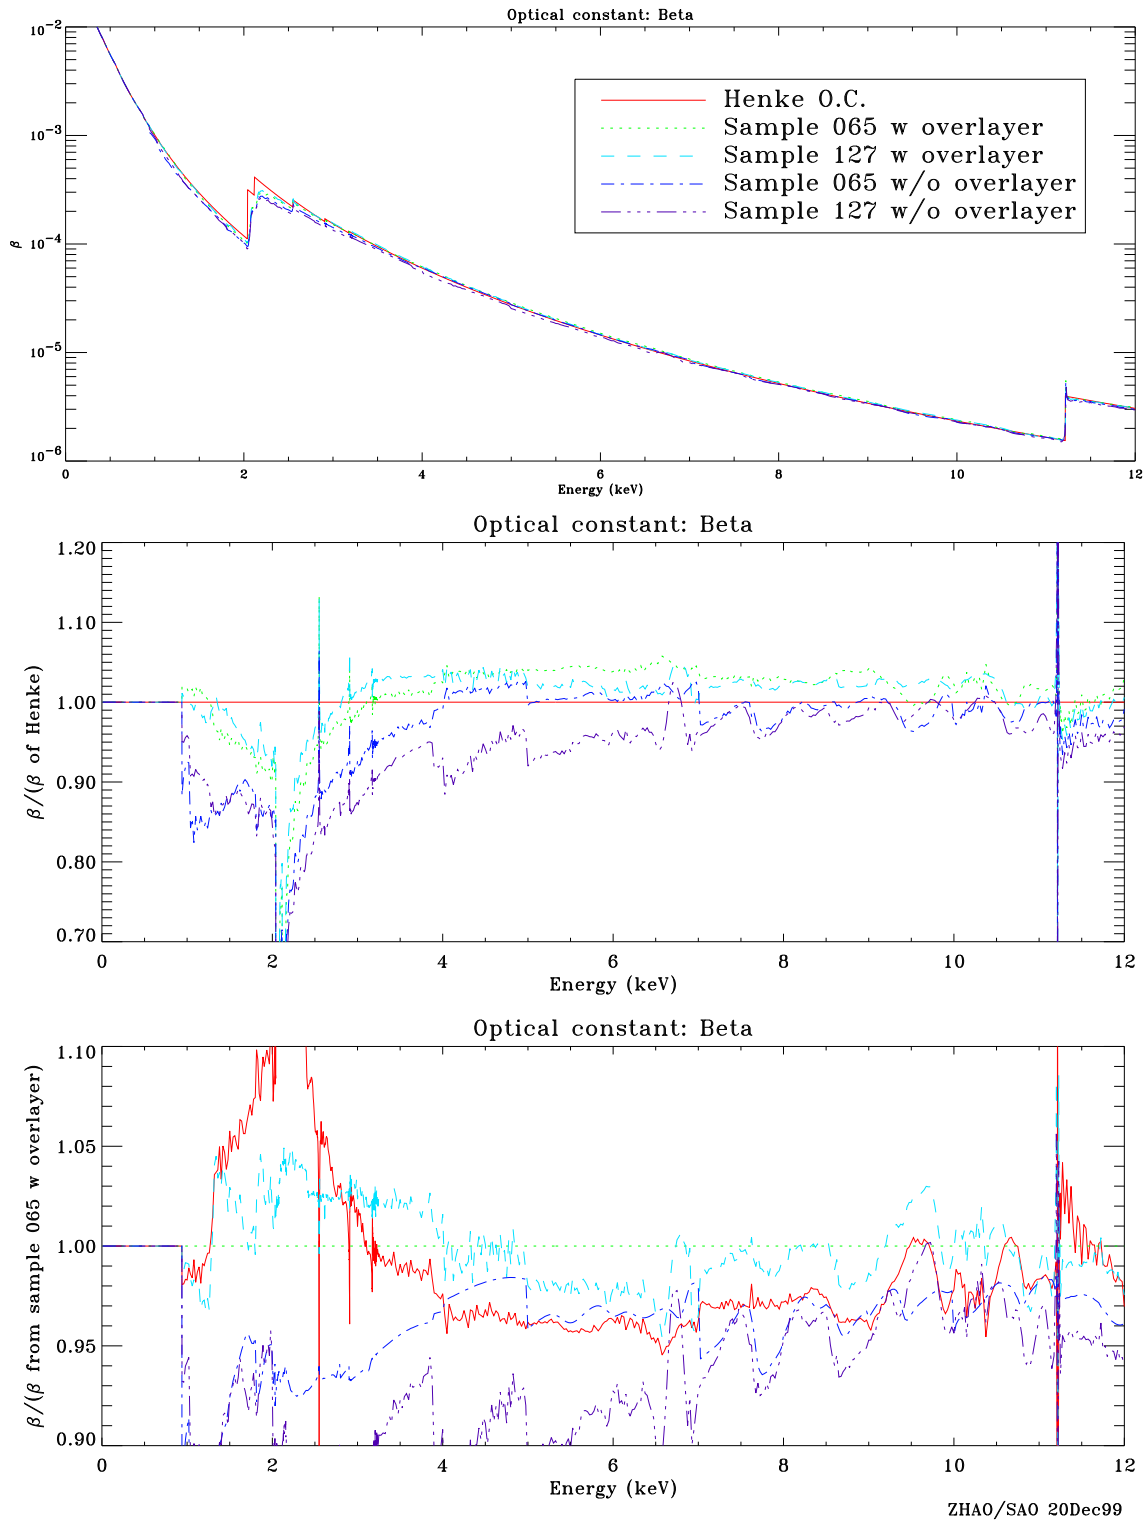 Optical constant: Beta
10-2
10-3
10-4
10-5
10-6
β
Henke O.C.
Sample 065 w overlayer
Sample 127 w overlayer
Sample 065 w/o overlayer
Sample 127 w/o overlayer
0 2 4 6 8 10 12
Energy (keV)
Optical constant: Beta
1.20
1.10
1.00
0.90
0.80
0.70
β/(β of Henke)
0 2 4 6 8 10 12
Energy (keV)
Optical constant: Beta
1.10
1.05
1.00
0.95
0.90
β/(β from sample 065 w overlayer)
0 2 4 6 8 10 12
Energy (keV)
ZHAO/SAO 20Dec99